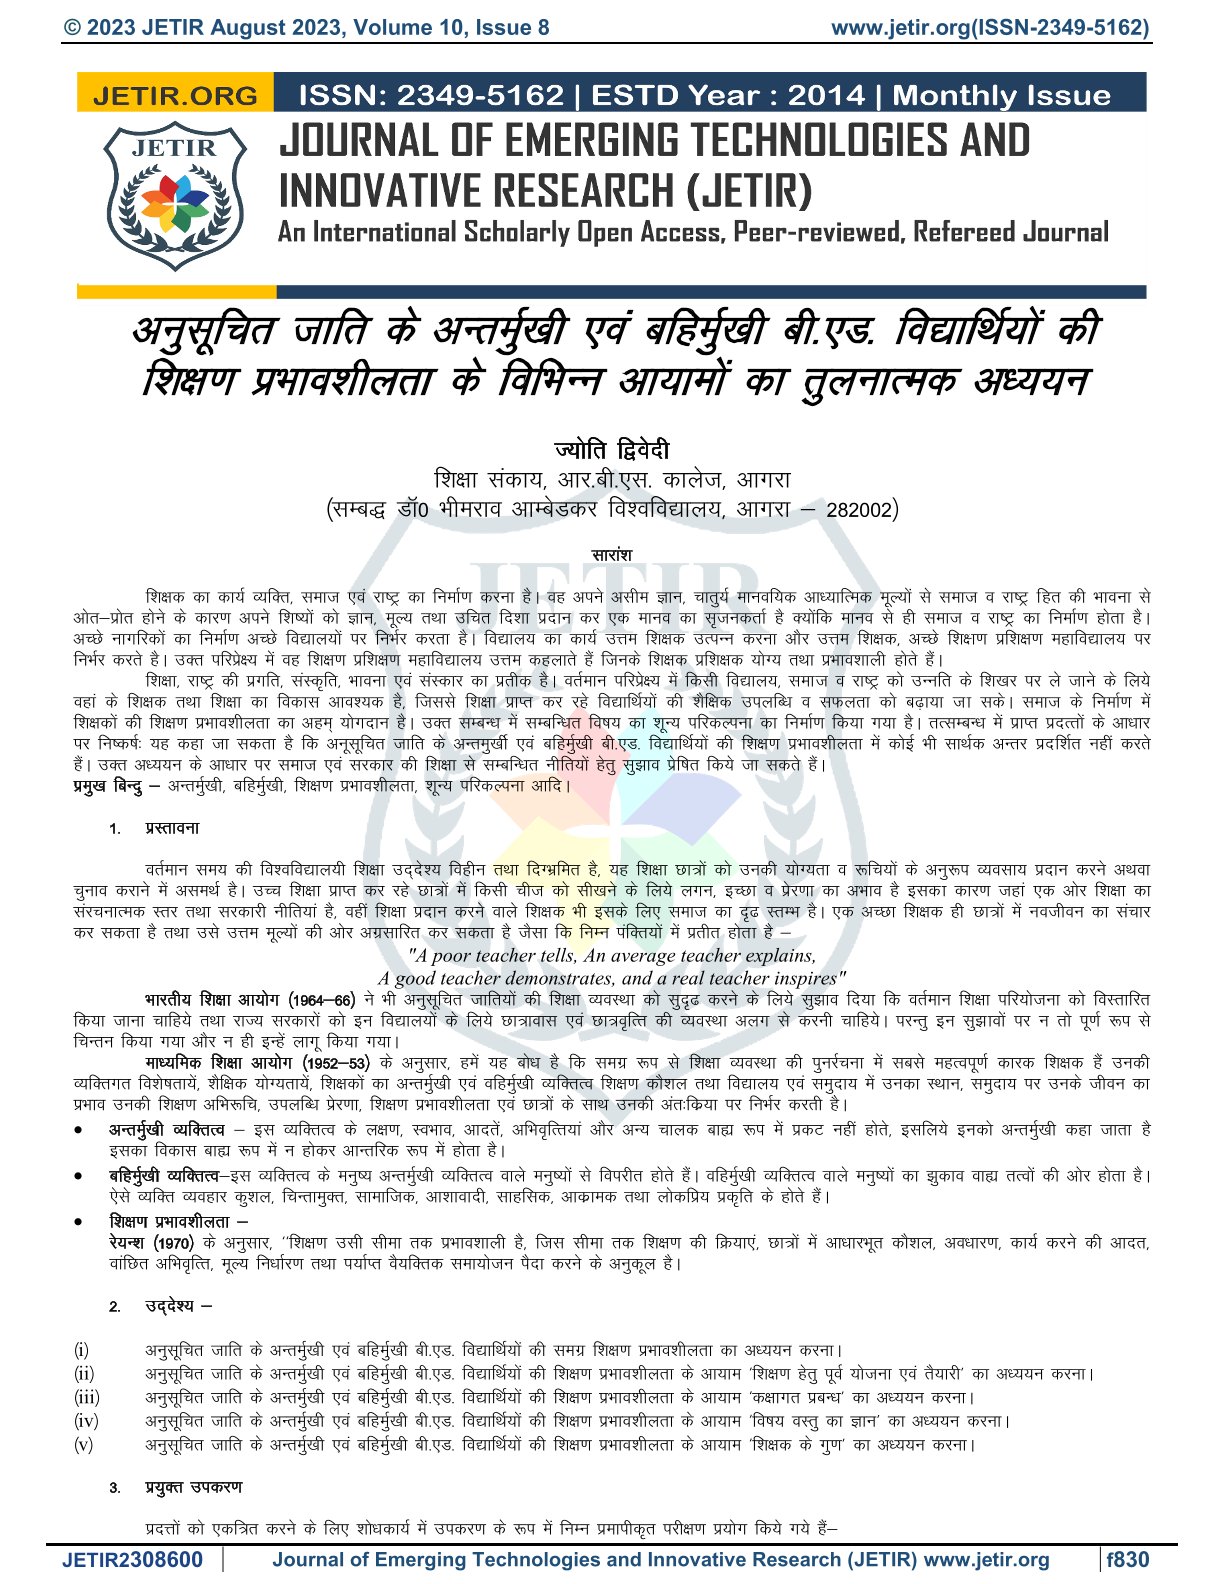 © 2023 JETIR August 2023, Volume 10, Issue 8 www.jetir.org(ISSN-2349-5162)
JETIR.ORG ISSN: 2349-5162 | ESTD Year : 2014 | Monthly Issue
JETIR
JOURNAL OF EMERGING TECHNOLOGIES AND
INNOVATIVE RESEARCH (JETIR)
An International Scholarly Open Access, Peer-reviewed, Refereed Journal
अनुसूचित जाति के अन्तर्मुखी एवं बहिर्मुखी बी.एड. विद्यार्थियों की
शिक्षण प्रभावशीलता के विभिन्न आयामों का तुलनात्मक अध्ययन
ज्योति द्विवेदी
शिक्षा संकाय, आर.बी.एस. कालेज, आगरा
(सम्बद्ध डॉ0 भीमराव आम्बेडकर विश्वविद्यालय, आगरा – 282002)
सारांश
शिक्षक का कार्य व्यक्ति, समाज एवं राष्ट्र का निर्माण करना है। वह अपने असीम ज्ञान, चातुर्य मानवयिक आध्यात्मिक मूल्यों से समाज व राष्ट्र हित की भावना से
ओत–प्रोत होने के कारण अपने शिष्यों को ज्ञान, मूल्य तथा उचित दिशा प्रदान कर एक मानव का सृजनकर्ता है क्योंकि मानव से ही समाज व राष्ट्र का निर्माण होता है।
अच्छे नागरिकों का निर्माण अच्छे विद्यालयों पर निर्भर करता है। विद्यालय का कार्य उत्तम शिक्षक उत्पन्न करना और उत्तम शिक्षक, अच्छे शिक्षण प्रशिक्षण महाविद्यालय पर
निर्भर करते है। उक्त परिप्रेक्ष्य में वह शिक्षण प्रशिक्षण महाविद्यालय उत्तम कहलाते हैं जिनके शिक्षक प्रशिक्षक योग्य तथा प्रभावशाली होते हैं।
शिक्षा, राष्ट्र की प्रगति, संस्कृति, भावना एवं संस्कार का प्रतीक है। वर्तमान परिप्रेक्ष्य में किसी विद्यालय, समाज व राष्ट्र को उन्नति के शिखर पर ले जाने के लिये
वहां के शिक्षक तथा शिक्षा का विकास आवश्यक है, जिससे शिक्षा प्राप्त कर रहे विद्यार्थियों की शैक्षिक उपलब्धि व सफलता को बढ़ाया जा सके। समाज के निर्माण में
शिक्षकों की शिक्षण प्रभावशीलता का अहम् योगदान है। उक्त सम्बन्ध में सम्बन्धित विषय का शून्य परिकल्पना का निर्माण किया गया है। तत्सम्बन्ध में प्राप्त प्रदत्तों के आधार
पर निष्कर्षः यह कहा जा सकता है कि अनूसूचित जाति के अन्तमुर्खी एवं बहिर्मुखी बी.एड. विद्यार्थियों की शिक्षण प्रभावशीलता में कोई भी सार्थक अन्तर प्रदर्शित नहीं करते
हैं। उक्त अध्ययन के आधार पर समाज एवं सरकार की शिक्षा से सम्बन्धित नीतियों हेतु सुझाव प्रेषित किये जा सकते हैं।
प्रमुख बिन्दु – अन्तर्मुखी, बहिर्मुखी, शिक्षण प्रभावशीलता, शून्य परिकल्पना आदि।
1. प्रस्तावना
वर्तमान समय की विश्वविद्यालयी शिक्षा उद्देश्य विहीन तथा दिग्भ्रमित है, यह शिक्षा छात्रों को उनकी योग्यता व रूचियों के अनुरूप व्यवसाय प्रदान करने अथवा
चुनाव कराने में असमर्थ है। उच्च शिक्षा प्राप्त कर रहे छात्रों में किसी चीज को सीखने के लिये लगन, इच्छा व प्रेरणा का अभाव है इसका कारण जहां एक ओर शिक्षा का
संरचनात्मक स्तर तथा सरकारी नीतियां है, वहीं शिक्षा प्रदान करने वाले शिक्षक भी इसके लिए समाज का दृढ स्तम्भ है। एक अच्छा शिक्षक ही छात्रों में नवजीवन का संचार
कर सकता है तथा उसे उत्तम मूल्यों की ओर अग्रसारित कर सकता है जैसा कि निम्न पंक्तियों में प्रतीत होता है –
"A poor teacher tells, An average teacher explains,
A good teacher demonstrates, and a real teacher inspires"
भारतीय शिक्षा आयोग (1964–66) ने भी अनुसूचित जातियों की शिक्षा व्यवस्था को सुदृढ करने के लिये सुझाव दिया कि वर्तमान शिक्षा परियोजना को विस्तारित
किया जाना चाहिये तथा राज्य सरकारों को इन विद्यालयों के लिये छात्रावास एवं छात्रवृत्ति की व्यवस्था अलग से करनी चाहिये। परन्तु इन सुझावों पर न तो पूर्ण रूप से
चिन्तन किया गया और न ही इन्हें लागू किया गया।
माध्यमिक शिक्षा आयोग (1952–53) के अनुसार, हमें यह बोध है कि समग्र रूप से शिक्षा व्यवस्था की पुनर्रचना में सबसे महत्वपूर्ण कारक शिक्षक हैं उनकी
व्यक्तिगत विशेषतायें, शैक्षिक योग्यतायें, शिक्षकों का अन्तर्मुखी एवं वहिर्मुखी व्यक्तित्व शिक्षण कौशल तथा विद्यालय एवं समुदाय में उनका स्थान, समुदाय पर उनके जीवन का
प्रभाव उनकी शिक्षण अभिरूचि, उपलब्धि प्रेरणा, शिक्षण प्रभावशीलता एवं छात्रों के साथ उनकी अंतःक्रिया पर निर्भर करती है।
• अन्तर्मुखी व्यक्तित्व – इस व्यक्तित्व के लक्षण, स्वभाव, आदतें, अभिवृत्तियां और अन्य चालक बाह्य रूप में प्रकट नहीं होते, इसलिये इनको अन्तर्मुखी कहा जाता है
इसका विकास बाह्य रूप में न होकर आन्तरिक रूप में होता है।
• बहिर्मुखी व्यक्तित्व–इस व्यक्तित्व के मनुष्य अन्तर्मुखी व्यक्तित्व वाले मनुष्यों से विपरीत होते हैं। वहिर्मुखी व्यक्तित्व वाले मनुष्यों का झुकाव वाह्य तत्वों की ओर होता है।
ऐसे व्यक्ति व्यवहार कुशल, चिन्तामुक्त, सामाजिक, आशावादी, साहसिक, आक्रामक तथा लोकप्रिय प्रकृति के होते हैं।
• शिक्षण प्रभावशीलता –
रेयन्श (1970) के अनुसार, ‘‘शिक्षण उसी सीमा तक प्रभावशाली है, जिस सीमा तक शिक्षण की क्रियाएं, छात्रों में आधारभूत कौशल, अवधारण, कार्य करने की आदत,
वांछित अभिवृत्ति, मूल्य निर्धारण तथा पर्याप्त वैयक्तिक समायोजन पैदा करने के अनुकूल है।
2. उद्देश्य –
(i) अनुसूचित जाति के अन्तर्मुखी एवं बहिर्मुखी बी.एड. विद्यार्थियों की समग्र शिक्षण प्रभावशीलता का अध्ययन करना।
(ii) अनुसूचित जाति के अन्तर्मुखी एवं बहिर्मुखी बी.एड. विद्यार्थियों की शिक्षण प्रभावशीलता के आयाम ‘शिक्षण हेतु पूर्व योजना एवं तैयारी’ का अध्ययन करना।
(iii) अनुसूचित जाति के अन्तर्मुखी एवं बहिर्मुखी बी.एड. विद्यार्थियों की शिक्षण प्रभावशीलता के आयाम ‘कक्षागत प्रबन्ध’ का अध्ययन करना।
(iv) अनुसूचित जाति के अन्तर्मुखी एवं बहिर्मुखी बी.एड. विद्यार्थियों की शिक्षण प्रभावशीलता के आयाम ‘विषय वस्तु का ज्ञान’ का अध्ययन करना।
(v) अनुसूचित जाति के अन्तर्मुखी एवं बहिर्मुखी बी.एड. विद्यार्थियों की शिक्षण प्रभावशीलता के आयाम ‘शिक्षक के गुण’ का अध्ययन करना।
3. प्रयुक्त उपकरण
प्रदत्तों को एकत्रित करने के लिए शोधकार्य में उपकरण के रूप में निम्न प्रमापीकृत परीक्षण प्रयोग किये गये हैं–
JETIR2308600 Journal of Emerging Technologies and Innovative Research (JETIR) www.jetir.org f830